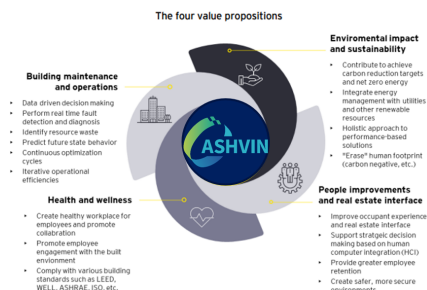 The four value propositions
Enviromental impact
and sustainability
• Contribute to achieve
carbon reduction targets
and net zero energy
• Integrate energy
management with utilities
and other renewable
resources
• Holistic approach to
performance-based
solutions
• "Erase" human footprint
(carbon negative, etc.)
Building maintenance
and operations
• Data driven decision making
• Perform real time fault
detection and diagnosis
• Identify resource waste
• Predict future state behavior
• Continuous optimization
cycles
• Iterative operational
efficiencies
ASHVIN
Health and wellness
• Create healthy workplace for
employees and promote
collabration
• Promote employee
engagement with the built
envionment
• Comply with various building
standards such as LEED,
WELL, ASHRAE, ISO, etc.
People improvements
and real estate interface
• Improve occupant experience
and real estate interface
• Support stratgeic decision
making based on human
computer integration (HCI)
• Provide greater employee
retention
• Create safer, more secure
environments